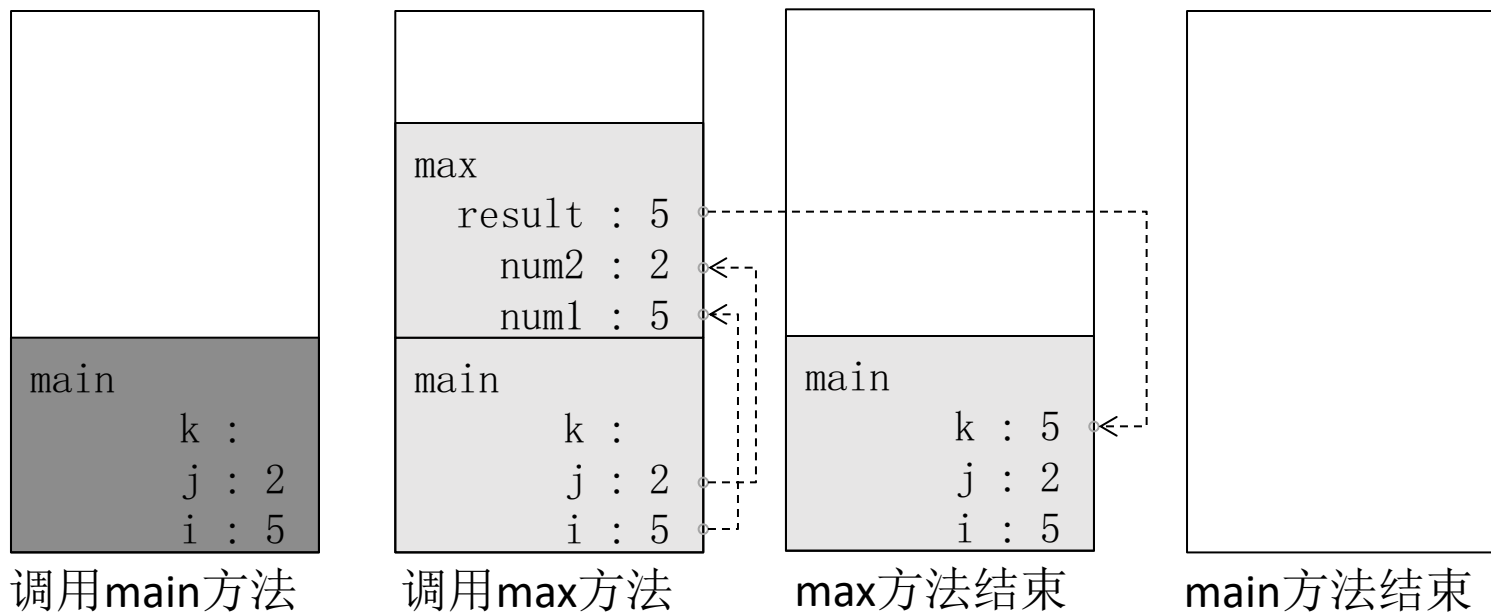 main
k :
j : 2
i : 5
调用main方法
max
result : 5
num2 : 2
num1 : 5
main
k :
j : 2
i : 5
调用max方法
main
k : 5
j : 2
i : 5
max方法结束
main方法结束